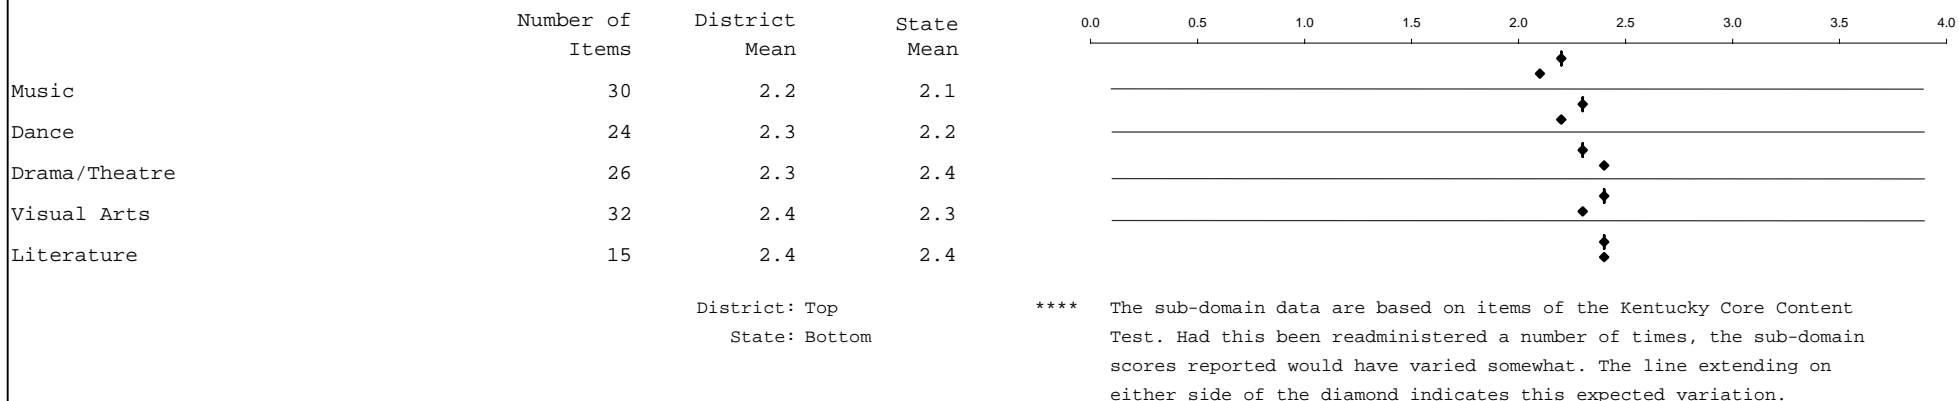 Number of District State 0.0 0.5 1.0 1.5 2.0 2.5 3.0 3.5 4.0
Items Mean Mean
Music 30 2.2 2.1
Dance 24 2.3 2.2
Drama/Theatre 26 2.3 2.4
Visual Arts 32 2.4 2.3
Literature 15 2.4 2.4
District: Top **** The sub-domain data are based on items of the Kentucky Core Content
State: Bottom Test. Had this been readministered a number of times, the sub-domain
scores reported would have varied somewhat. The line extending on
either side of the diamond indicates this expected variation.